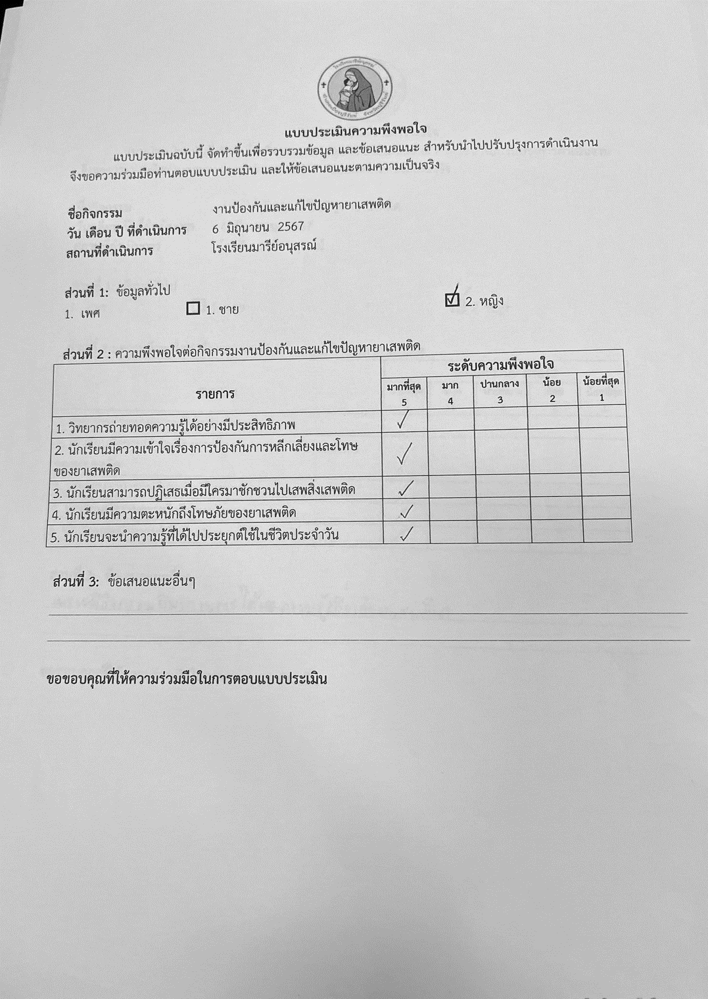 แบบประเมินความพึงพอใจ
แบบประเมินฉบับนี้ จัดทำขึ้นเพื่อรวบรวมข้อมูล และข้อเสนอแนะ สำหรับนำไปปรับปรุงการดำเนินงาน
จึงขอความร่วมมือท่านตอบแบบประเมิน และให้ข้อเสนอแนะตามความเป็นจริง
ชื่อกิจกรรม งานป้องกันและแก้ไขปัญหายาเสพติด
วัน เดือน ปี ที่ดำเนินการ 6 มิถุนายน 2567
สถานที่ดำเนินการ โรงเรียนมารีย์อนุสรณ์
ส่วนที่ 1: ข้อมูลทั่วไป
1. เพศ ☐ 1. ชาย ☑ 2. หญิง
ส่วนที่ 2 : ความพึงพอใจต่อกิจกรรมงานป้องกันและแก้ไขปัญหายาเสพติด
รายการ ระดับความพึงพอใจ
มากที่สุด มาก ปานกลาง น้อย น้อยที่สุด
5 4 3 2 1
1. วิทยากรถ่ายทอดความรู้ได้อย่างมีประสิทธิภาพ ✓
2. นักเรียนมีความเข้าใจเรื่องการป้องกันการหลีกเลี่ยงและโทษ ✓
ของยาเสพติด
3. นักเรียนสามารถปฏิเสธเมื่อมีใครมาชักชวนไปเสพสิ่งเสพติด ✓
4. นักเรียนมีความตะหนักถึงโทษภัยของยาเสพติด ✓
5. นักเรียนจะนำความรู้ที่ได้ไปประยุกต์ใช้ในชีวิตประจำวัน ✓
ส่วนที่ 3: ข้อเสนอแนะอื่นๆ
ขอขอบคุณที่ให้ความร่วมมือในการตอบแบบประเมิน